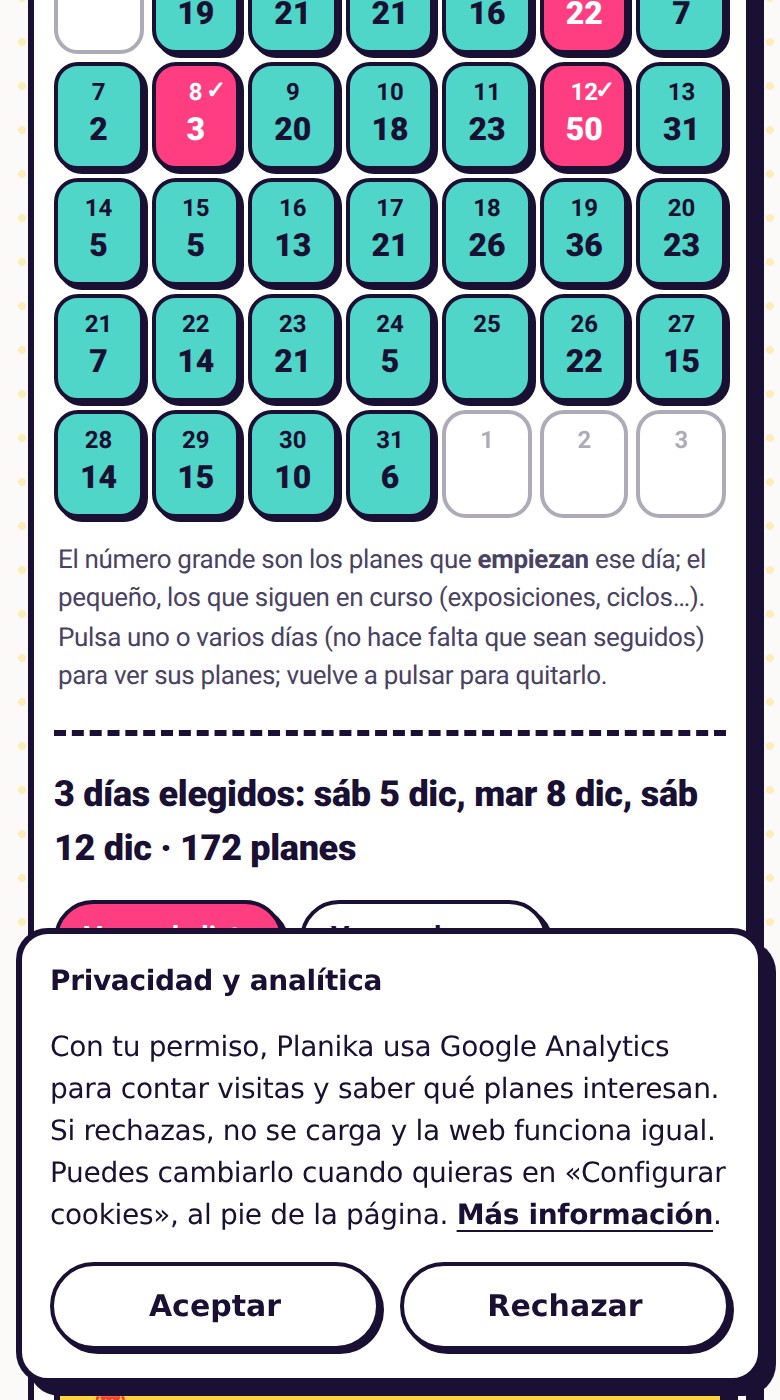 19 21 21 16 22 7
7 8 ✓ 9 10 11 12✓ 13
2 3 20 18 23 50 31
14 15 16 17 18 19 20
5 5 13 21 26 36 23
21 22 23 24 25 26 27
7 14 21 5 22 15
28 29 30 31 1 2 3
14 15 10 6
El número grande son los planes que empiezan ese día; el
pequeño, los que siguen en curso (exposiciones, ciclos…).
Pulsa uno o varios días (no hace falta que sean seguidos)
para ver sus planes; vuelve a pulsar para quitarlo.
3 días elegidos: sáb 5 dic, mar 8 dic, sáb
12 dic · 172 planes
Privacidad y analítica
Con tu permiso, Planika usa Google Analytics
para contar visitas y saber qué planes interesan.
Si rechazas, no se carga y la web funciona igual.
Puedes cambiarlo cuando quieras en «Configurar
cookies», al pie de la página. Más información.
Aceptar Rechazar